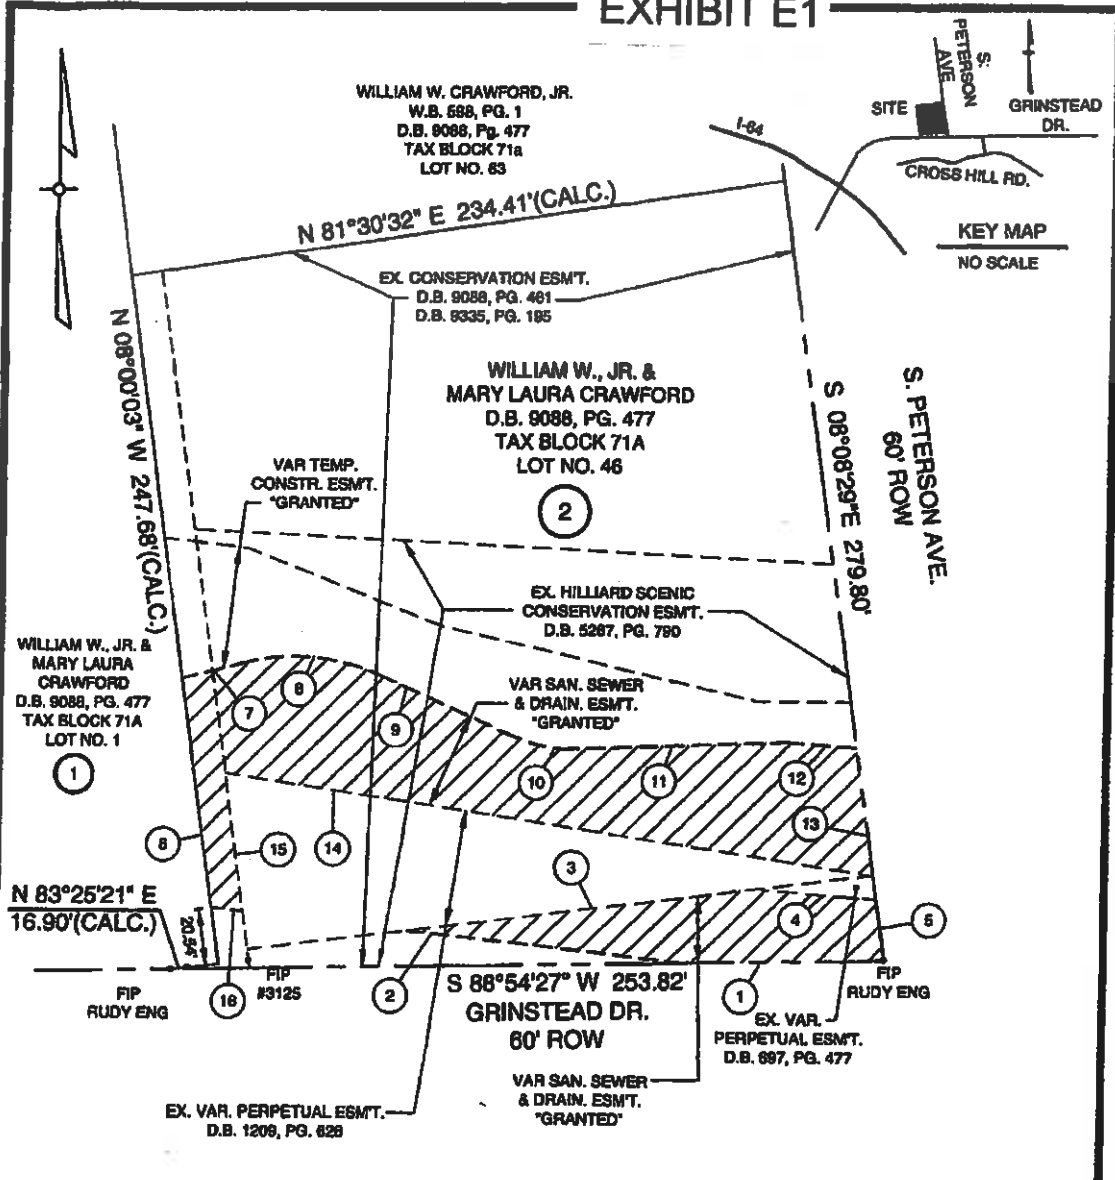 EXHIBIT E1
S. PETERSON AVE
SITE
GRINSTEAD DR.
I-64
CROSS HILL RD.
KEY MAP
NO SCALE
WILLIAM W. CRAWFORD, JR.
W.B. 598, PG. 1
D.B. 9088, Pg. 477
TAX BLOCK 71a
LOT NO. 63
N 81°30'32" E 234.41'(CALC.)
EX. CONSERVATION ESM'T.
D.B. 9088, PG. 461
D.B. 9335, PG. 195
N 08°00'03" W 247.68'(CALC.)
WILLIAM W., JR. &
MARY LAURA CRAWFORD
D.B. 9088, PG. 477
TAX BLOCK 71A
LOT NO. 46
2
S 08°08'29"E 279.80'
S. PETERSON AVE.
60' ROW
VAR TEMP.
CONSTR. ESM'T.
"GRANTED"
EX. HILLIARD SCENIC
CONSERVATION ESM'T.
D.B. 5267, PG. 790
WILLIAM W., JR. &
MARY LAURA
CRAWFORD
D.B. 9088, PG. 477
TAX BLOCK 71A
LOT NO. 1
1
VAR SAN. SEWER
& DRAIN. ESM'T.
"GRANTED"
7
8
9
10
11
12
13
8
15
14
3
4
5
N 83°25'21" E
16.90'(CALC.)
20.54'
FIP
RUDY ENG
16
FIP
#3125
2
S 88°54'27" W 253.82'
GRINSTEAD DR.
60' ROW
1
FIP
RUDY ENG
EX. VAR.
PERPETUAL ESM'T.
D.B. 697, PG. 477
VAR SAN. SEWER
& DRAIN. ESM'T.
"GRANTED"
EX. VAR. PERPETUAL ESM'T.
D.B. 1209, PG. 628